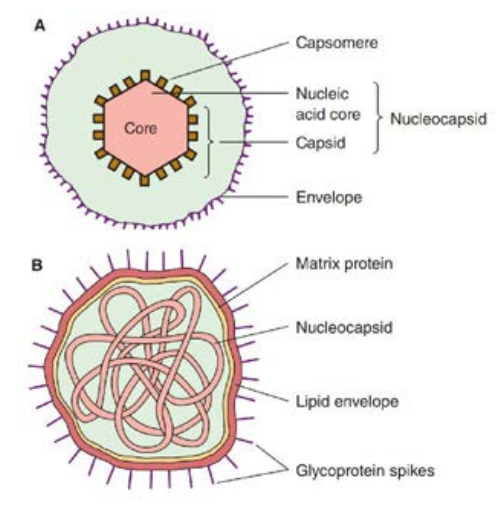 A
Capsomere
Nucleic
acid core
Nucleocapsid
Core
Capsid
Envelope
B
Matrix protein
Nucleocapsid
Lipid envelope
Glycoprotein spikes